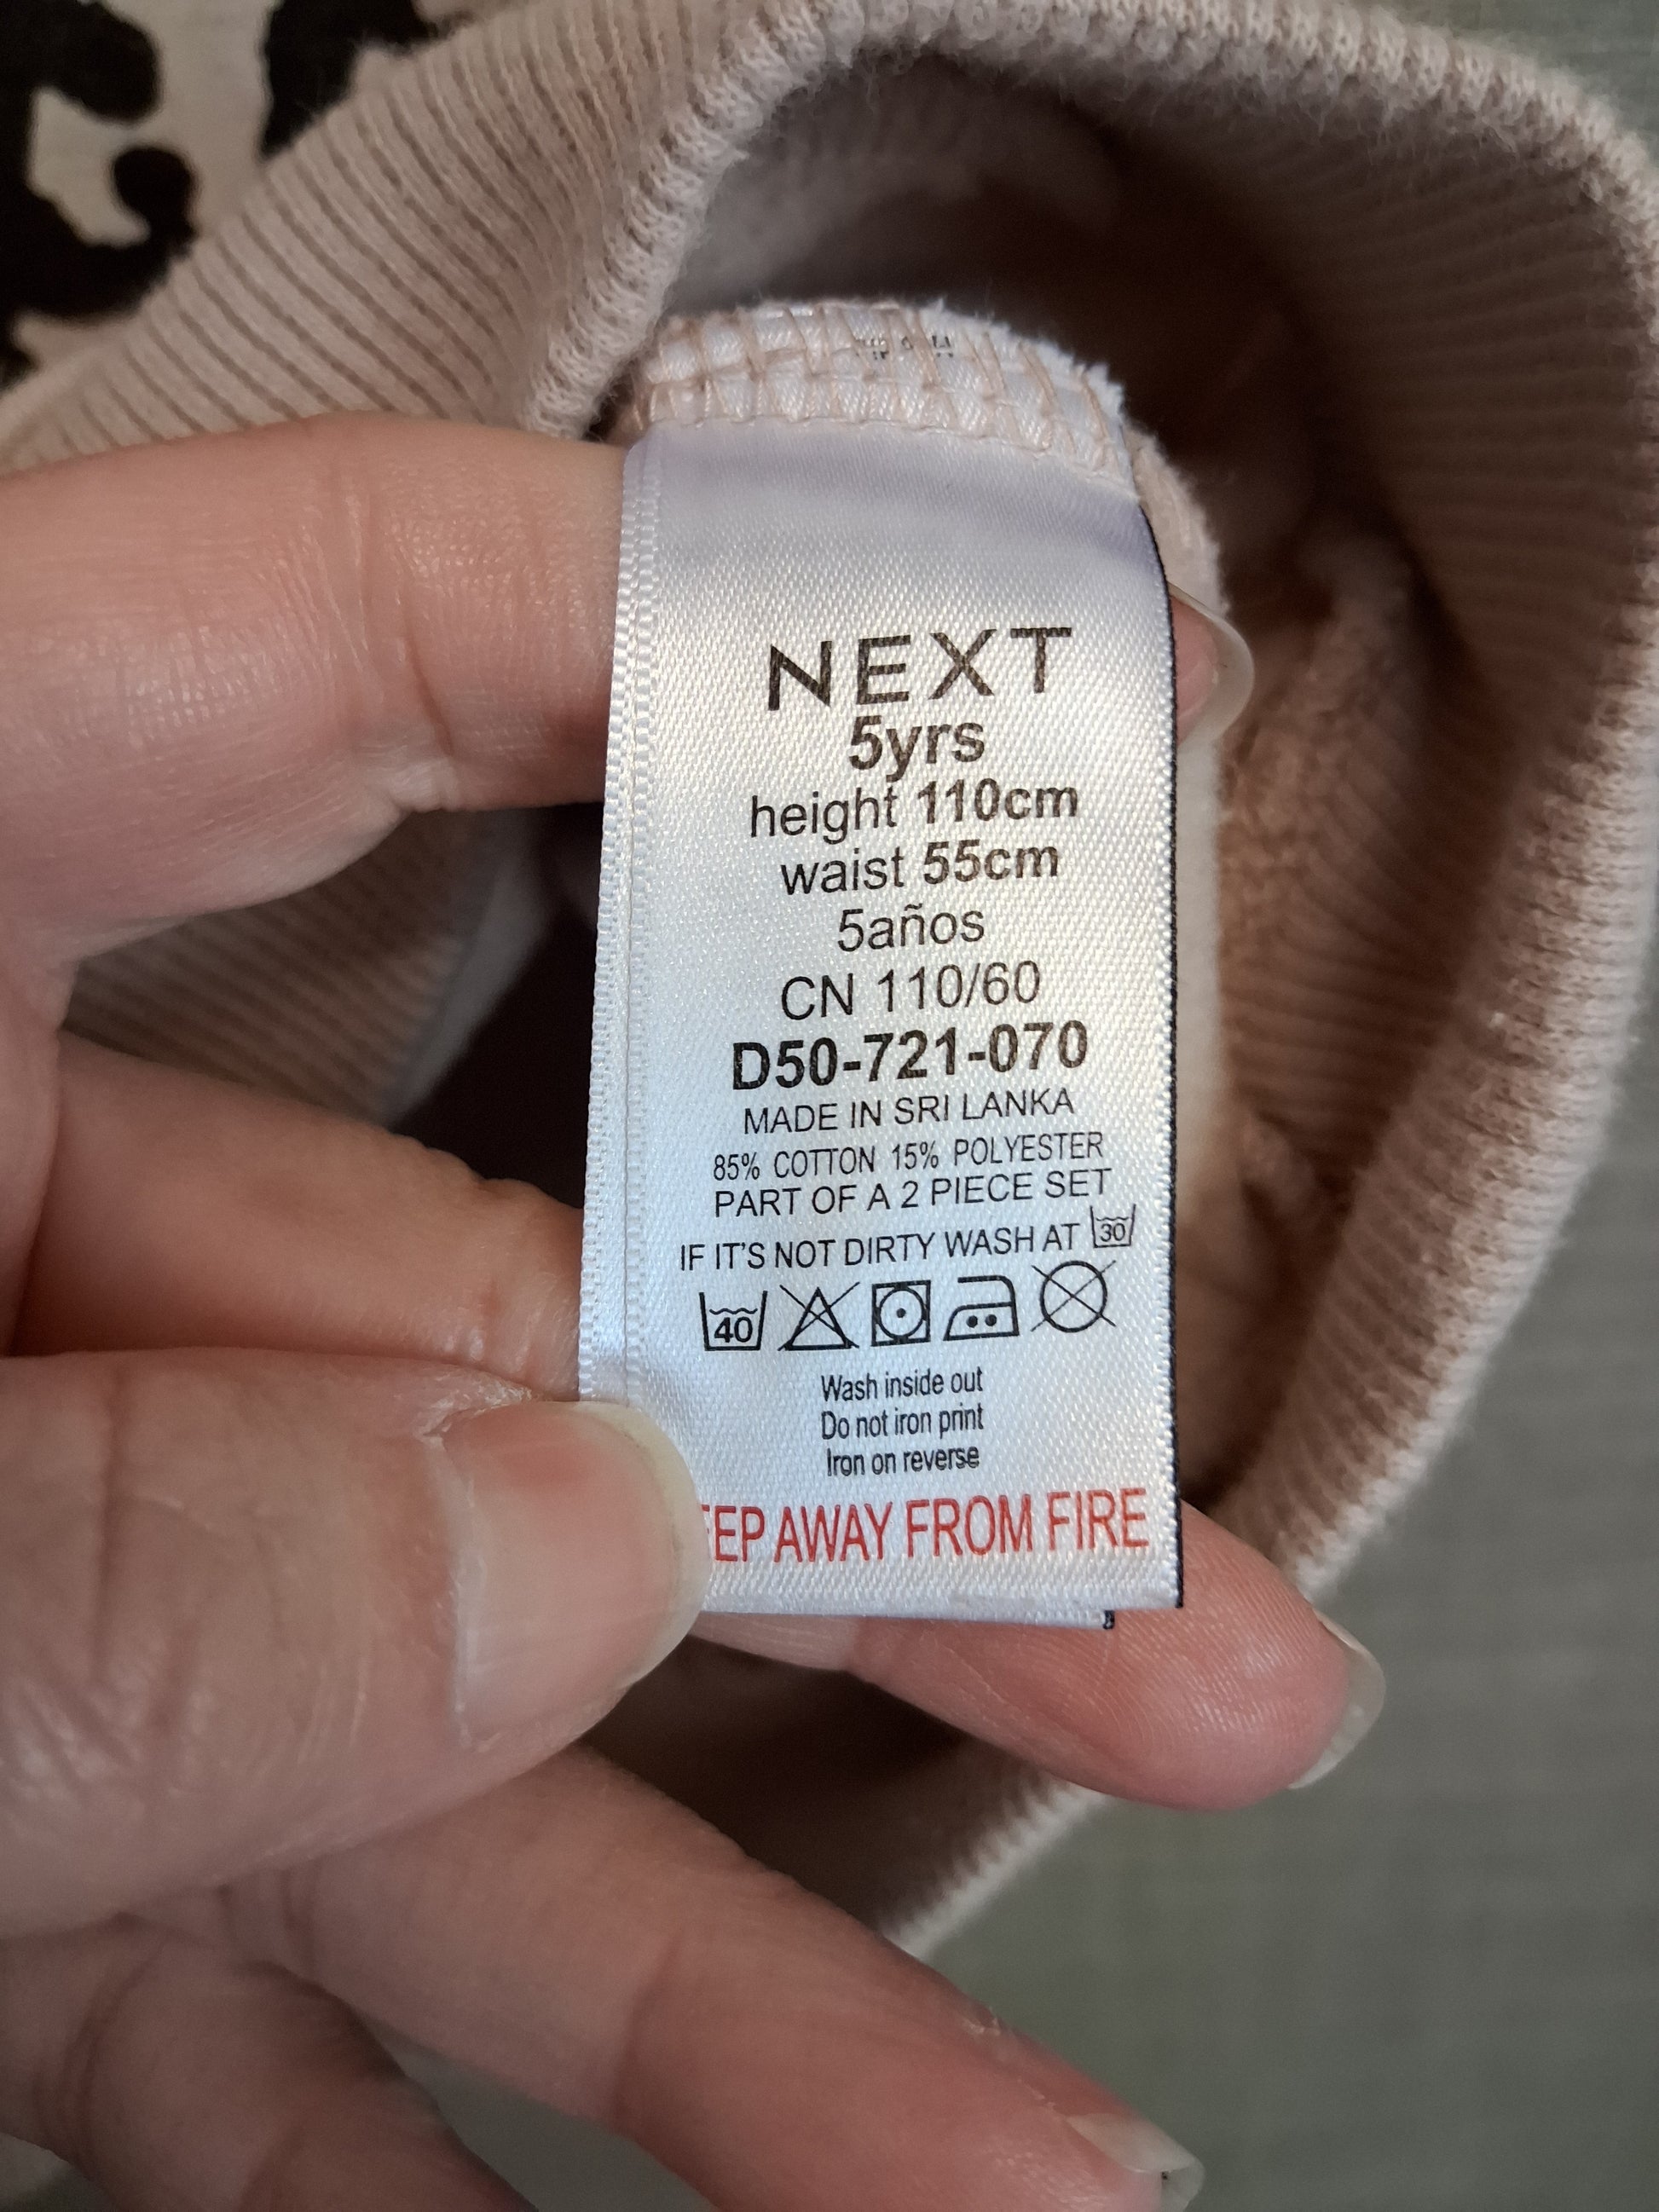 NEXT
5yrs
height 110cm
waist 55cm
5años
CN 110/60
D50-721-070
MADE IN SRI LANKA
85% COTTON 15% POLYESTER
PART OF A 2 PIECE SET
IF IT'S NOT DIRTY WASH AT 30
40
Wash inside out
Do not iron print
Iron on reverse
EEP AWAY FROM FIRE